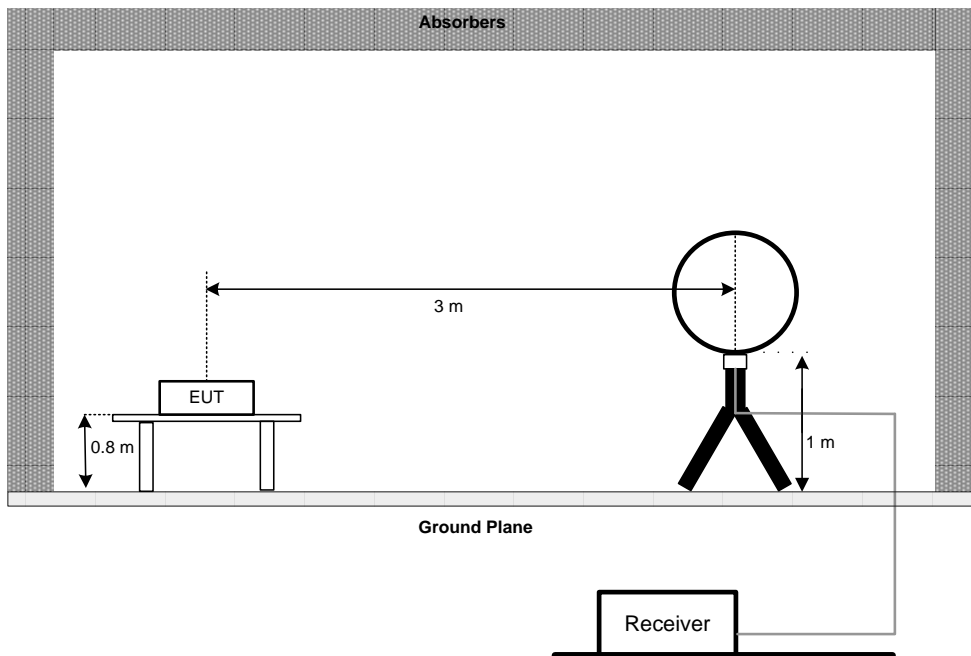 Absorbers
3 m
EUT
0.8 m
1 m
Ground Plane
Receiver